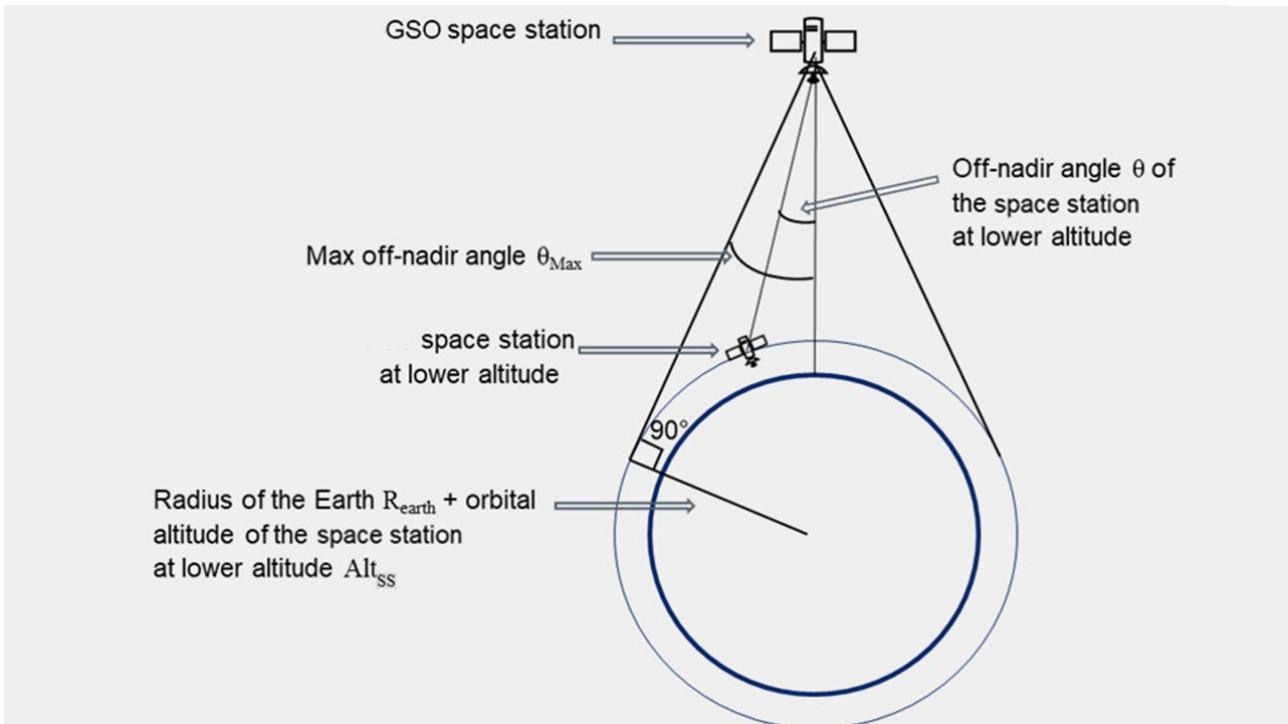 GSO space station
Off-nadir angle θ of
the space station
at lower altitude
Max off-nadir angle θMax
space station
at lower altitude
90°
Radius of the Earth Rearth + orbital
altitude of the space station
at lower altitude Altss